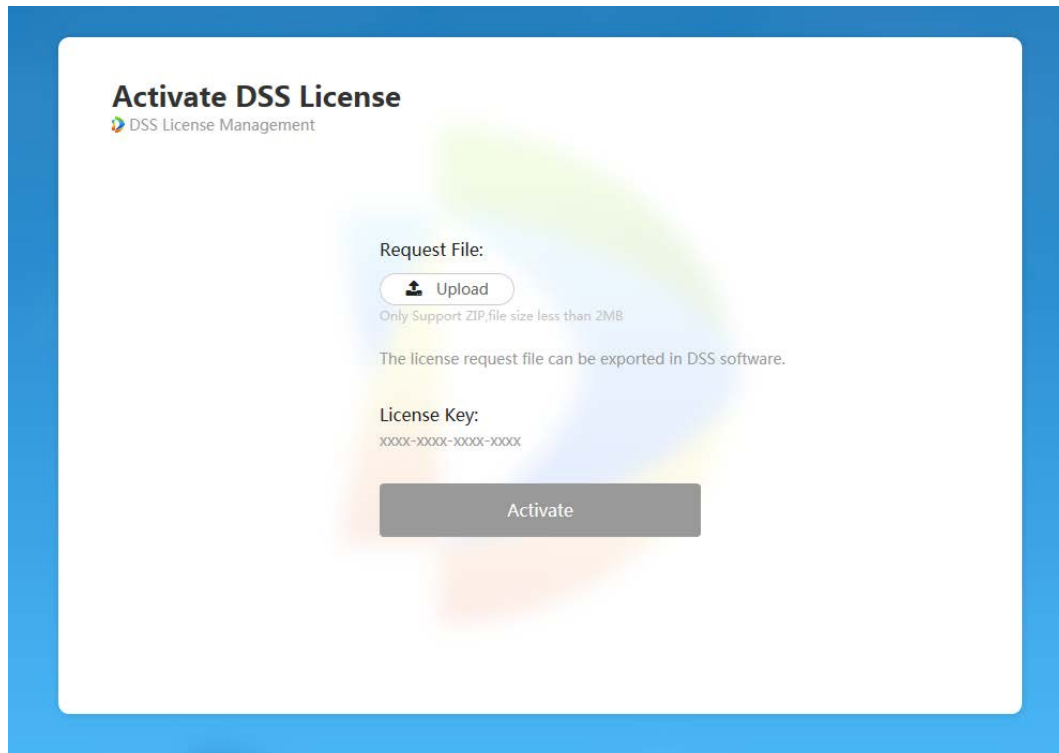 Activate DSS License
DSS License Management
Request File:
Upload
Only Support ZIP,file size less than 2MB
The license request file can be exported in DSS software.
License Key:
xxxx-xxxx-xxxx-xxxx
Activate